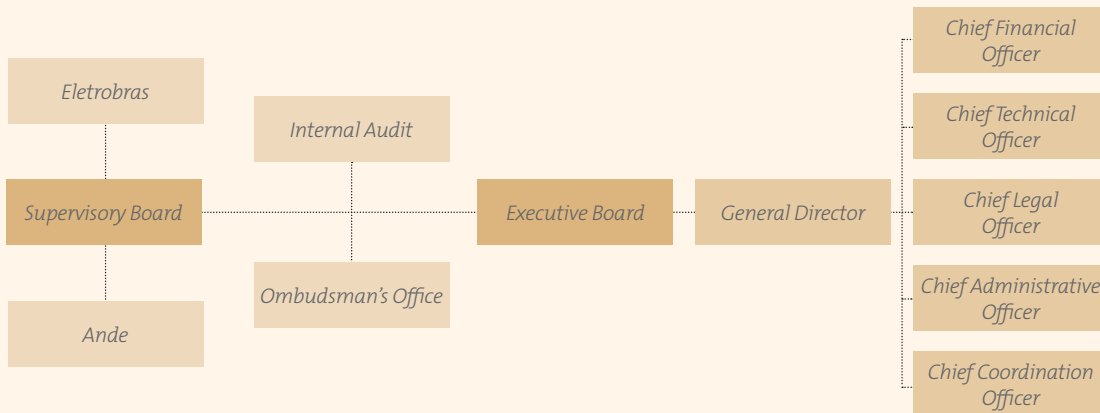 Eletrobras
Supervisory Board
Ande
Internal Audit
Ombudsman's Office
Executive Board
General Director
Chief Financial
Officer
Chief Technical
Officer
Chief Legal
Officer
Chief Administrative
Officer
Chief Coordination
Officer